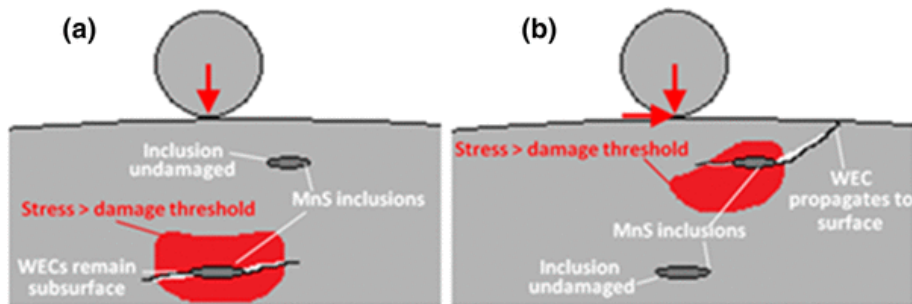 (a)
Inclusion
undamaged
MnS inclusions
Stress > damage threshold
WECs remain
subsurface
(b)
Stress > damage threshold
WEC
propagates to
surface
MnS inclusions
Inclusion
undamaged